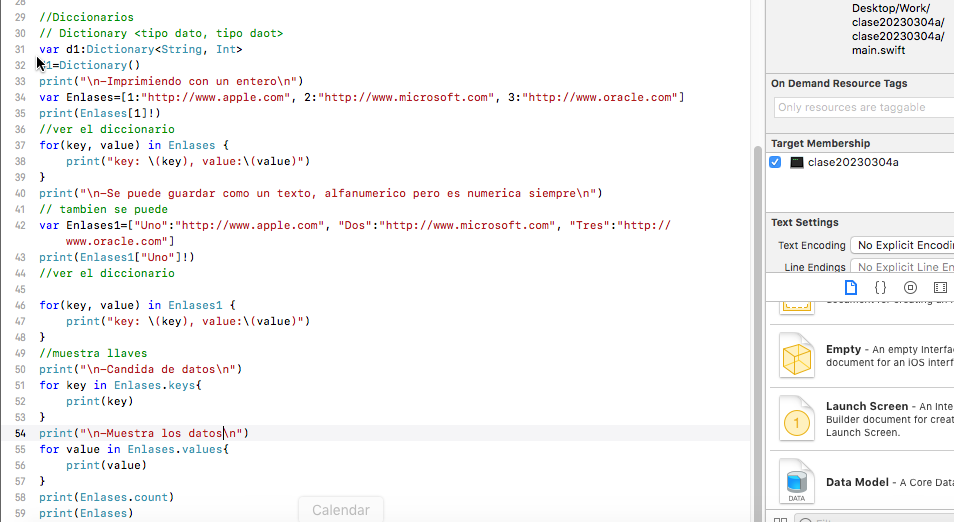 28
29 //Diccionarios
30 // Dictionary <tipo dato, tipo daot>
31 var d1:Dictionary<String, Int>
32 d1=Dictionary()
33 print("\n-Imprimiendo con un entero\n")
34 var Enlases=[1:"http://www.apple.com", 2:"http://www.microsoft.com", 3:"http://www.oracle.com"]
35 print(Enlases[1]!)
36 //ver el diccionario
37 for(key, value) in Enlases {
38 print("key: \(key), value:\(value)")
39 }
40 print("\n-Se puede guardar como un texto, alfanumerico pero es numerica siempre\n")
41 // tambien se puede
42 var Enlases1=["Uno":"http://www.apple.com", "Dos":"http://www.microsoft.com", "Tres":"http://
www.oracle.com"]
43 print(Enlases1["Uno"]!)
44 //ver el diccionario
45
46 for(key, value) in Enlases1 {
47 print("key: \(key), value:\(value)")
48 }
49 //muestra llaves
50 print("\n-Candida de datos\n")
51 for key in Enlases.keys{
52 print(key)
53 }
54 print("\n-Muestra los datos\n")
55 for value in Enlases.values{
56 print(value)
57 }
58 print(Enlases.count)
59 print(Enlases)
Calendar
Desktop/Work/
clase20230304a/
clase20230304a/
main.swift
On Demand Resource Tags
Only resources are taggable
Target Membership
clase20230304a
Text Settings
Text Encoding No Explicit Encodi
Line Endings No Explicit Line En
{}
Empty - An empty Interfa
document for an iOS interf
1
Launch Screen - An Inte
Builder document for creat
Launch Screen.
DATA
Data Model - A Core Data